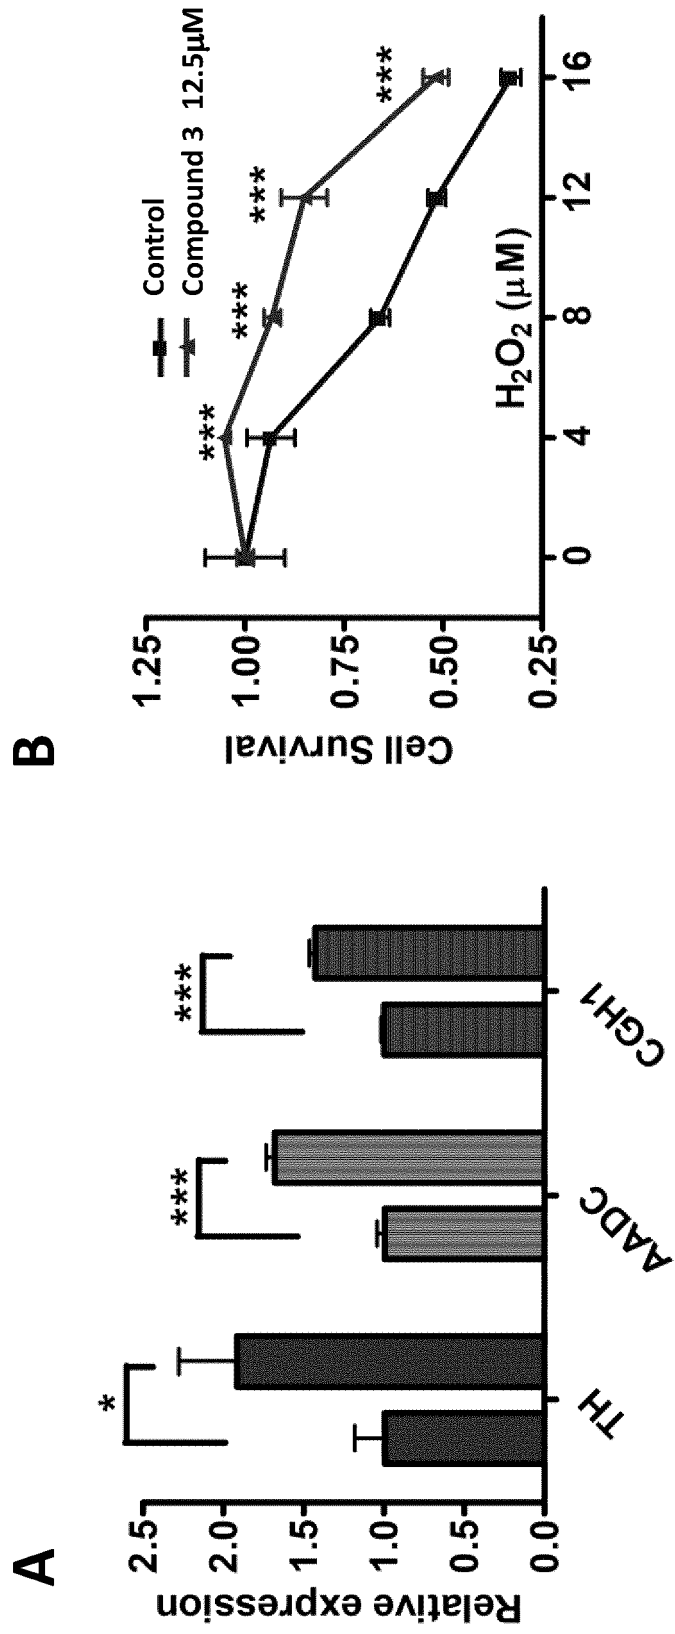 A
Relative expression
2.5
2.0
1.5
1.0
0.5
0.0
*
***
***
TH
AADC
CGH1
B
Cell Survival
1.25
1.00
0.75
0.50
0.25
Control
Compound 3 12.5μM
***
***
***
***
0 4 8 12 16
H₂O₂ (μM)